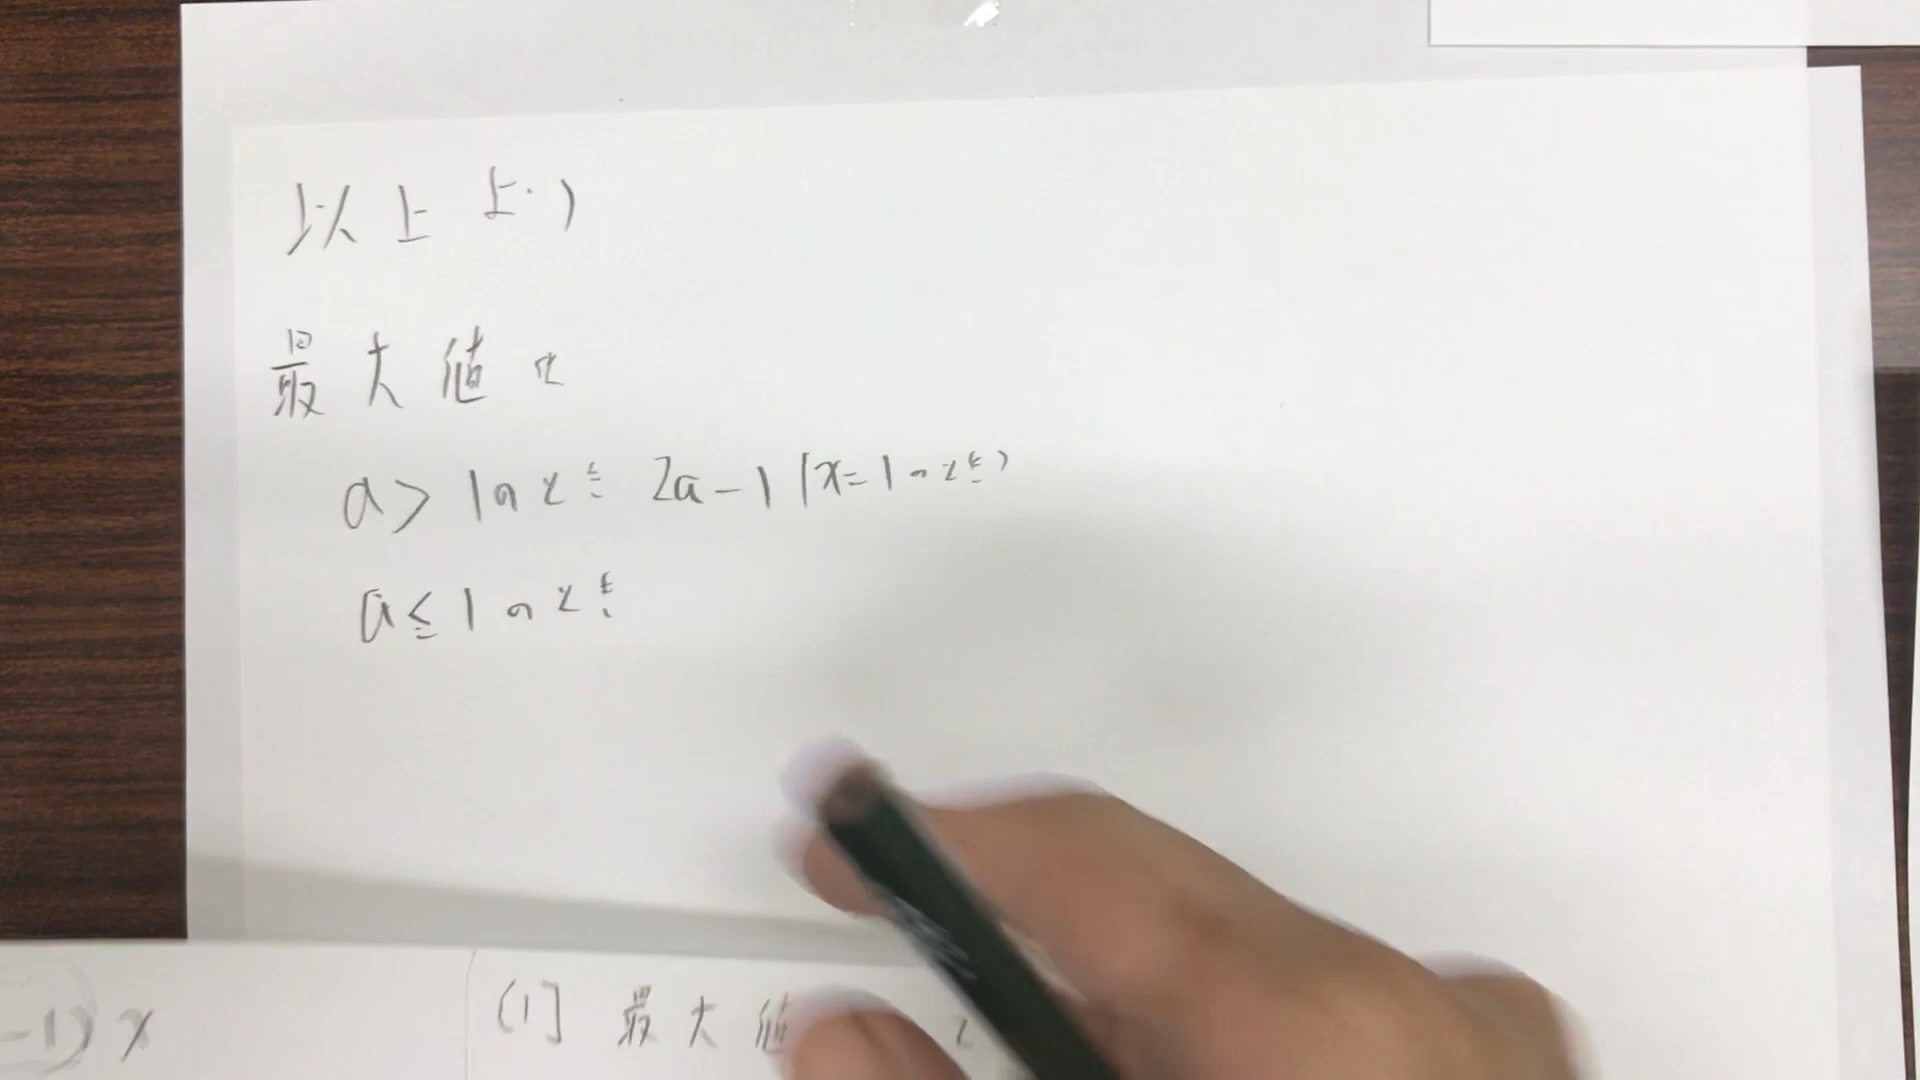 以上より
最大値は
a > 1のとき 2a-1 (x=1のとき)
a ≦ 1のとき
-1) x
(1) 最大値